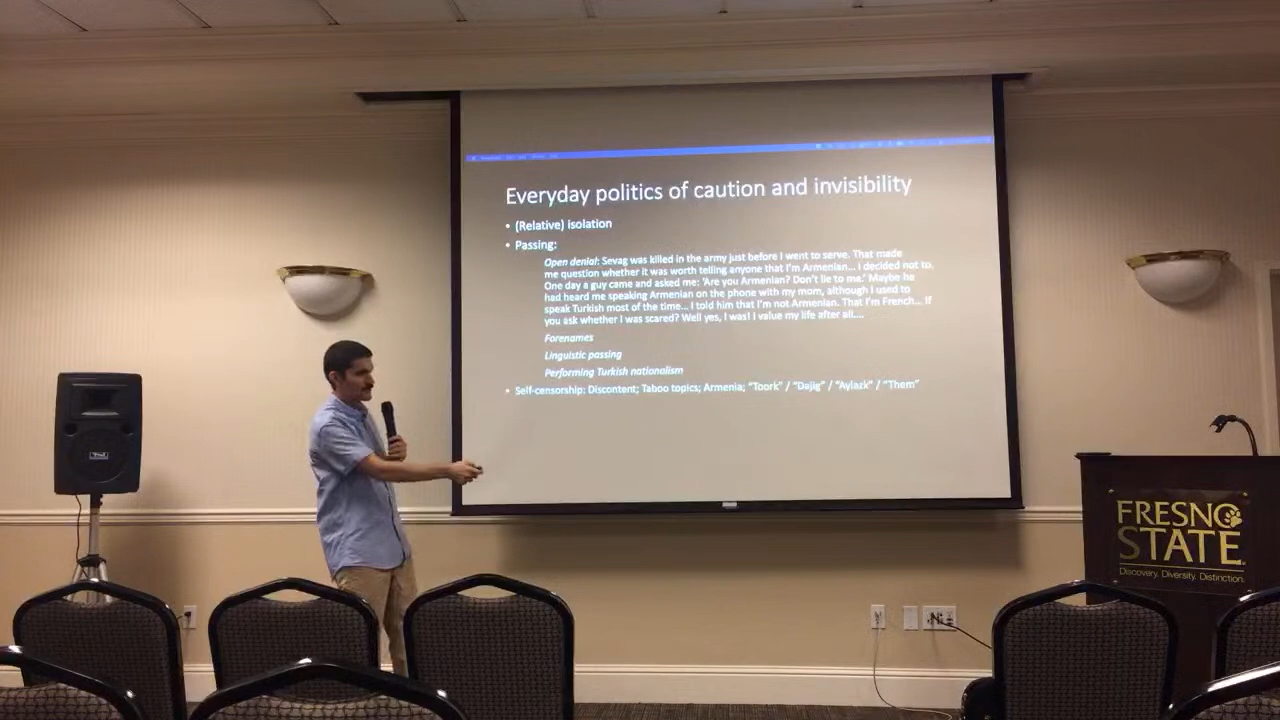 Everyday politics of caution and invisibility
• (Relative) isolation
• Passing:
Open denial: Sevag was killed in the army just before I went to serve. That made
me question whether it was worth telling anyone that I'm Armenian... I decided not to.
One day a guy came and asked me: 'Are you Armenian? Don't lie to me.' Maybe he
had heard me speaking Armenian on the phone with my mom, although I used to
speak Turkish most of the time... I told him that I'm not Armenian. That I'm French... If
you ask whether I was scared? Well yes, I was! I value my life after all....
Forenames
Linguistic passing
Performing Turkish nationalism
• Self-censorship: Discontent; Taboo topics; Armenia; "Toork" / "Dajig" / "Aylazk" / "Them"
FRESNO
STATE
Discovery. Diversity. Distinction.